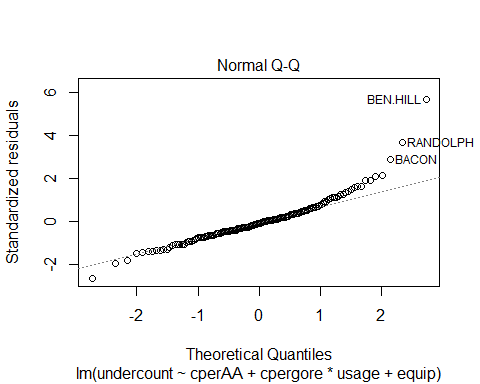 Normal Q-Q
Standardized residuals
6
4
2
0
-2
BEN.HILL
RANDOLPH
BACON
-2
-1
0
1
2
Theoretical Quantiles
lm(undercount ~ cperAA + cpergore * usage + equip)